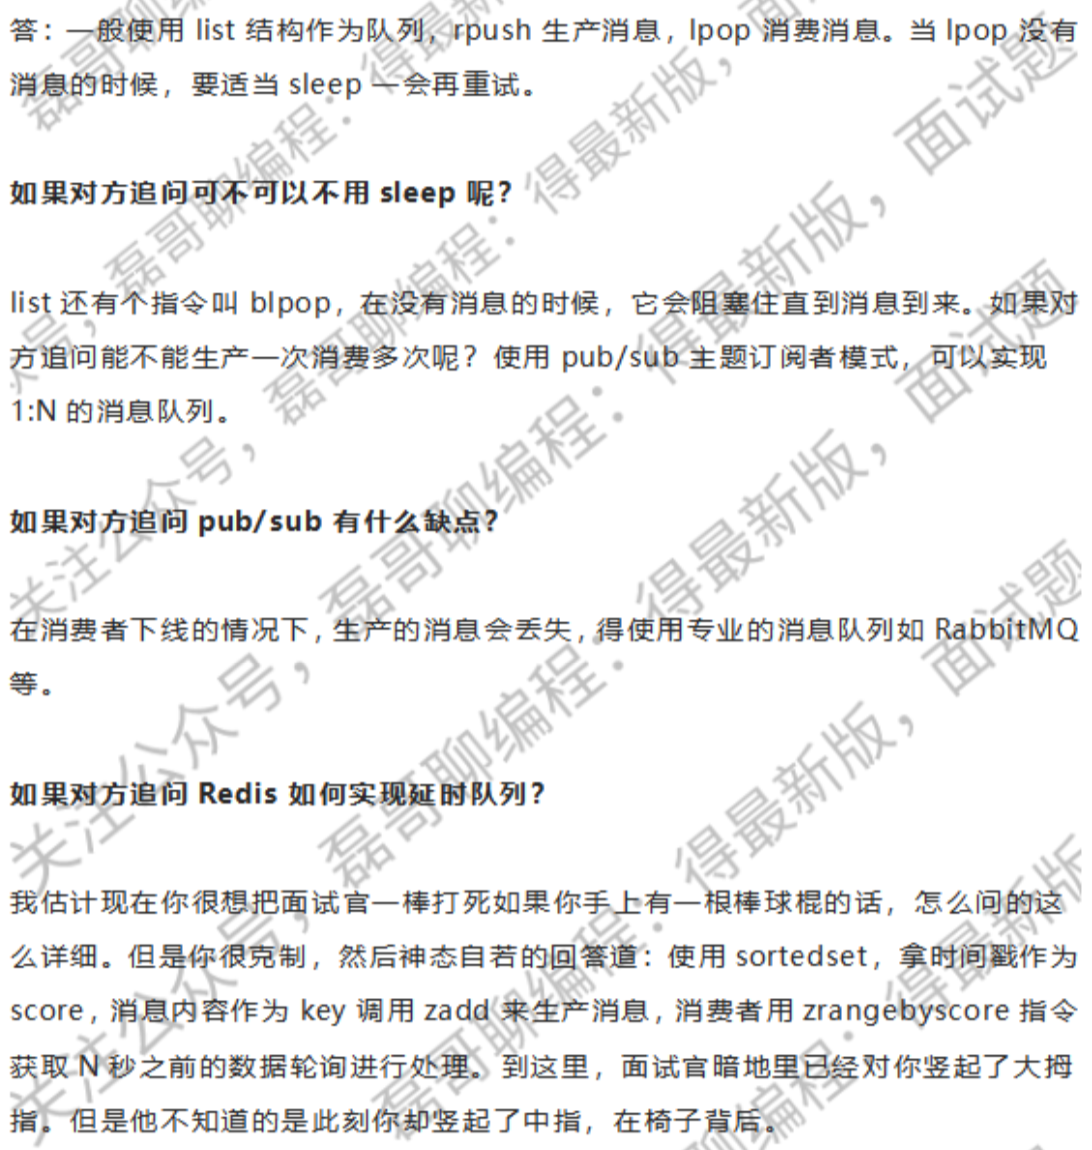 答：一般使用 list 结构作为队列，rpush 生产消息，lpop 消费消息。当 lpop 没有
消息的时候，要适当 sleep 一会再重试。
如果对方追问可不可以不用 sleep 呢？
list 还有个指令叫 blpop，在没有消息的时候，它会阻塞住直到消息到来。如果对
方追问能不能生产一次消费多次呢？使用 pub/sub 主题订阅者模式，可以实现
1:N 的消息队列。
如果对方追问 pub/sub 有什么缺点？
在消费者下线的情况下，生产的消息会丢失，得使用专业的消息队列如 RabbitMQ
等。
如果对方追问 Redis 如何实现延时队列？
我估计现在你很想把面试官一棒打死如果你手上有一根棒球棍的话，怎么问的这
么详细。但是你很克制，然后神态自若的回答道：使用 sortedset，拿时间戳作为
score，消息内容作为 key 调用 zadd 来生产消息，消费者用 zrangebyscore 指令
获取 N 秒之前的数据轮询进行处理。到这里，面试官暗地里已经对你竖起了大拇
指。但是他不知道的是此刻你却竖起了中指，在椅子背后。
关注公众号，磊哥聊编程：得最新版，面试题